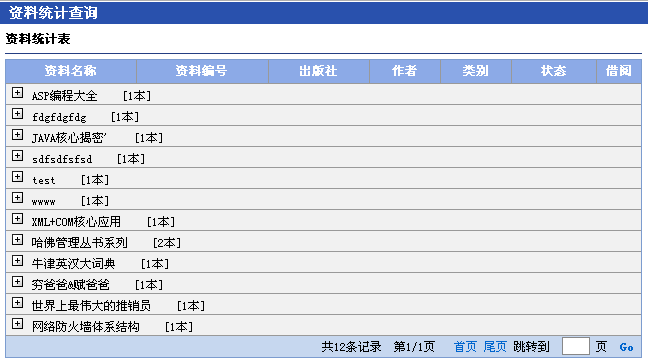 资料统计查询
资料统计表
资料名称 资料编号 出版社 作者 类别 状态 借阅
ASP编程大全 [1本]
fdgfdgfdg [1本]
JAVA核心揭密' [1本]
sdfsdfsfsd [1本]
test [1本]
wwww [1本]
XML+COM核心应用 [1本]
哈佛管理丛书系列 [2本]
牛津英汉大词典 [1本]
穷爸爸&赋爸爸 [1本]
世界上最伟大的推销员 [1本]
网络防火墙体系结构 [1本]
共12条记录 第1/1页 首页 尾页 跳转到 页 Go